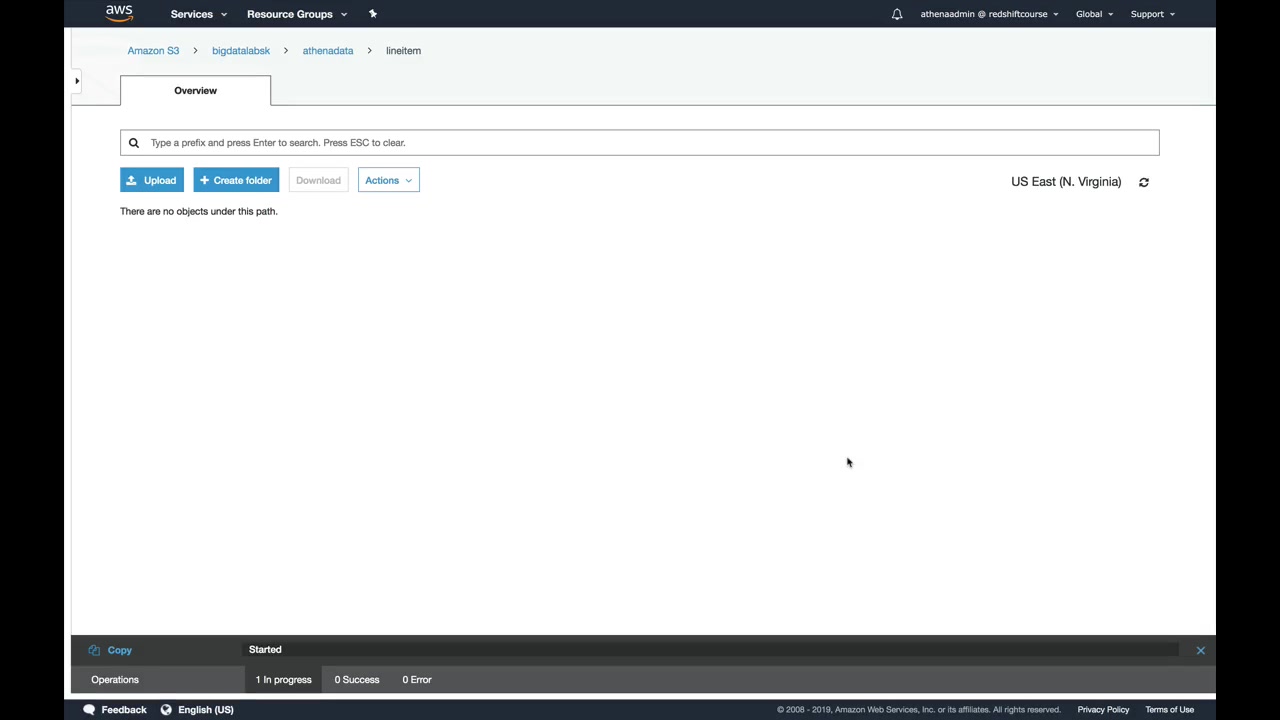 aws Services Resource Groups athenaadmin @ redshiftcourse Global Support
Amazon S3 > bigdatalabsk > athenadata > lineitem
Overview
Type a prefix and press Enter to search. Press ESC to clear.
Upload + Create folder Download Actions US East (N. Virginia)
There are no objects under this path.
Copy Started
Operations 1 In progress 0 Success 0 Error
Feedback English (US) © 2008 - 2019, Amazon Web Services, Inc. or its affiliates. All rights reserved. Privacy Policy Terms of Use